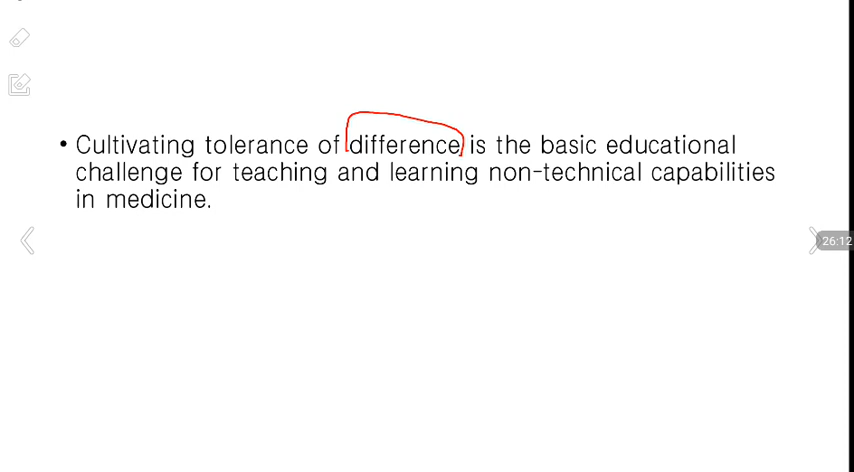 • Cultivating tolerance of difference is the basic educational
challenge for teaching and learning non-technical capabilities
in medicine.
26:12